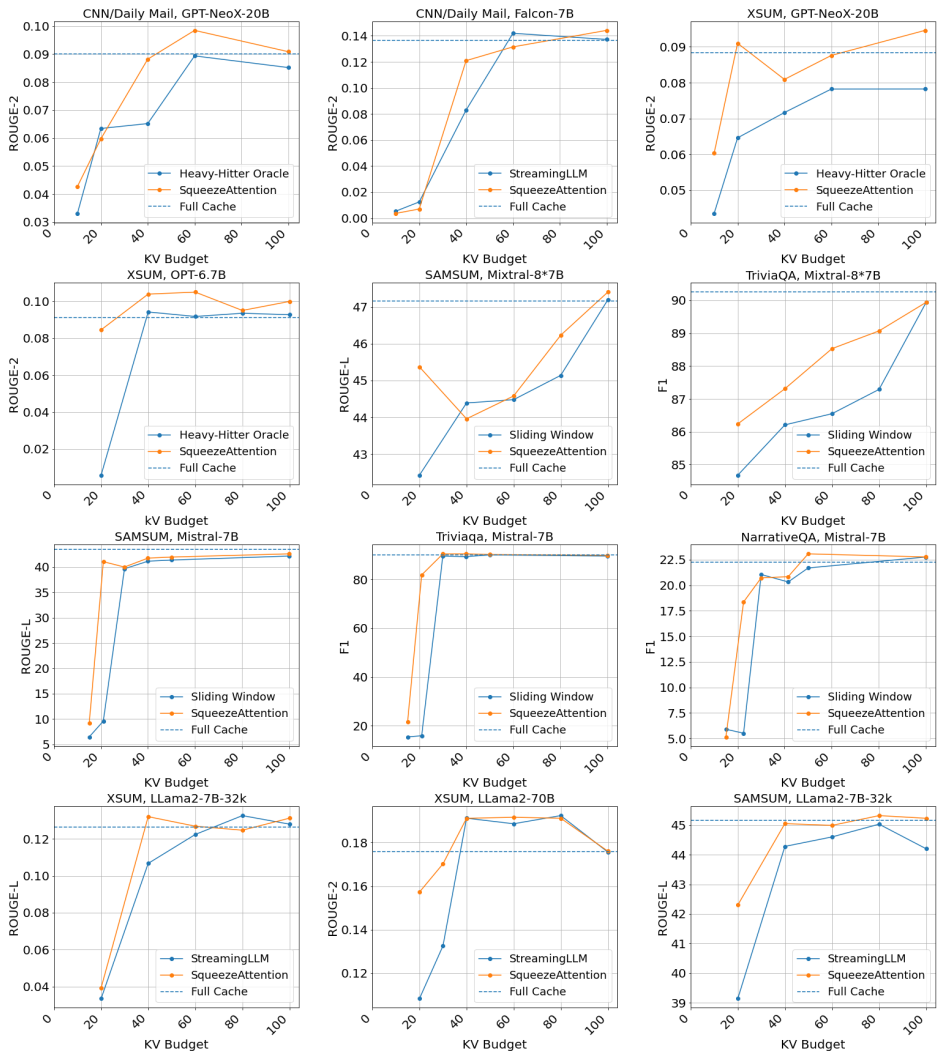 CNN/Daily Mail, GPT-NeoX-20B
0.10
0.09
0.08
0.07
0.06
0.05
0.04
0.03
ROUGE-2
Heavy-Hitter Oracle
SqueezeAttention
Full Cache
0
20
40
60
80
100
KV Budget
CNN/Daily Mail, Falcon-7B
0.14
0.12
0.10
0.08
0.06
0.04
0.02
0.00
ROUGE-2
StreamingLLM
SqueezeAttention
Full Cache
0
20
40
60
80
100
KV Budget
XSUM, GPT-NeoX-20B
0.09
0.08
0.07
0.06
0.05
ROUGE-2
Heavy-Hitter Oracle
SqueezeAttention
Full Cache
0
20
40
60
80
100
KV Budget
XSUM, OPT-6.7B
0.10
0.08
0.06
0.04
0.02
ROUGE-2
Heavy-Hitter Oracle
SqueezeAttention
Full Cache
0
20
40
60
80
100
kV Budget
SAMSUM, Mixtral-8*7B
47
46
45
44
43
ROUGE-L
Sliding Window
SqueezeAttention
Full Cache
0
20
40
60
80
100
KV Budget
TriviaQA, Mixtral-8*7B
90
89
88
87
86
85
F1
Sliding Window
SqueezeAttention
Full Cache
0
20
40
60
80
100
KV Budget
SAMSUM, Mistral-7B
40
35
30
25
20
15
10
5
ROUGE-L
Sliding Window
SqueezeAttention
Full Cache
0
20
40
60
80
100
KV Budget
Triviaqa, Mistral-7B
80
60
40
20
F1
Sliding Window
SqueezeAttention
Full Cache
0
20
40
60
80
100
KV Budget
NarrativeQA, Mistral-7B
22.5
20.0
17.5
15.0
12.5
10.0
7.5
5.0
F1
Sliding Window
SqueezeAttention
Full Cache
0
20
40
60
80
100
KV Budget
XSUM, LLama2-7B-32k
0.12
0.10
0.08
0.06
0.04
ROUGE-L
StreamingLLM
SqueezeAttention
Full Cache
0
20
40
60
80
100
KV Budget
XSUM, LLama2-70B
0.18
0.16
0.14
0.12
ROUGE-2
StreamingLLM
SqueezeAttention
Full Cache
0
20
40
60
80
100
KV Budget
SAMSUM, LLama2-7B-32k
45
44
43
42
41
40
39
ROUGE-L
StreamingLLM
SqueezeAttention
Full Cache
0
20
40
60
80
100
KV Budget